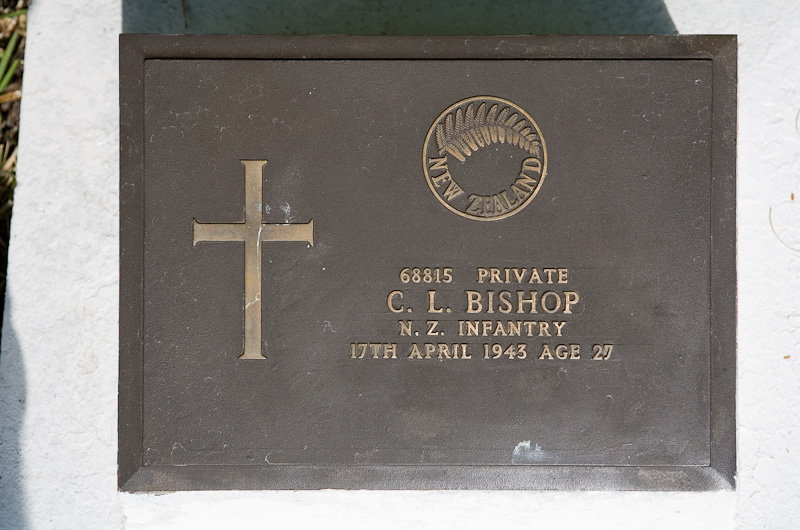 NEW ZEALAND
68815 PRIVATE
C. L. BISHOP
N. Z. INFANTRY
17TH APRIL 1943 AGE 27